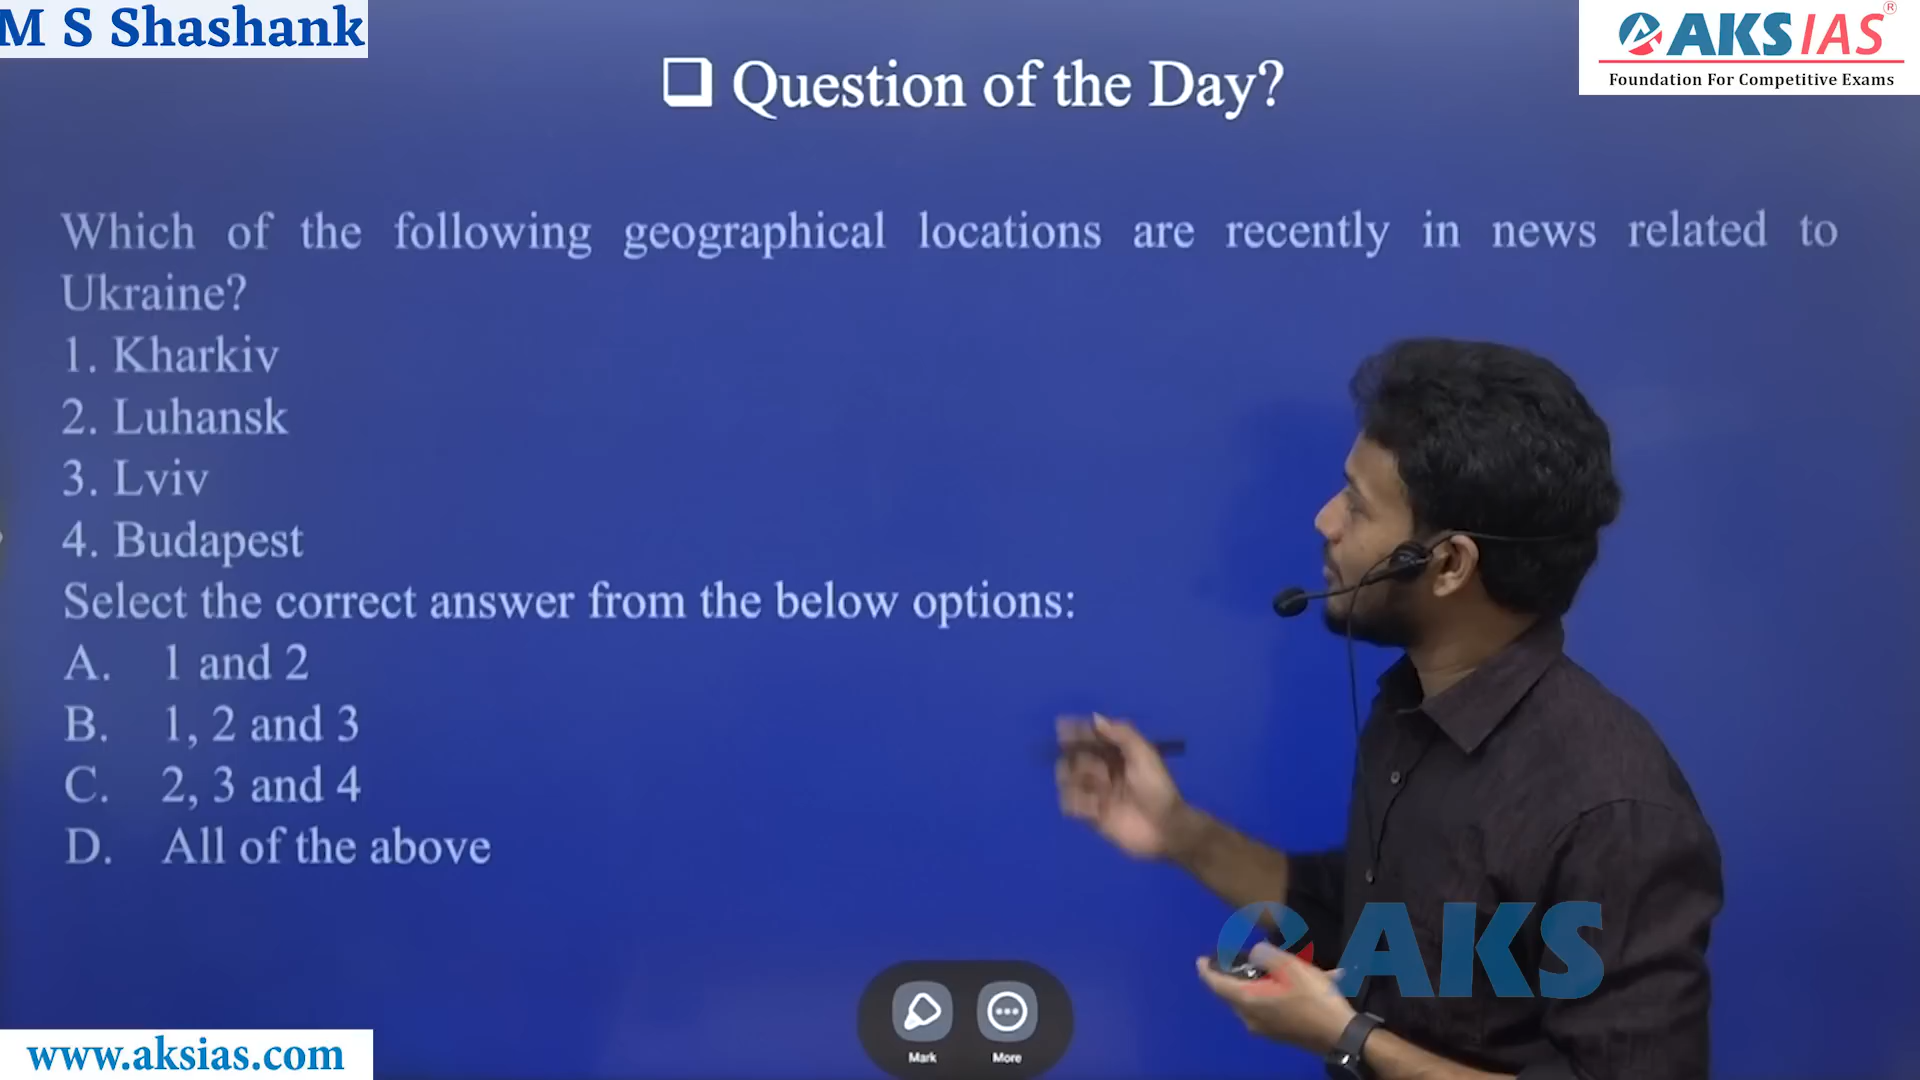 M S Shashank
AKS IAS®
Foundation For Competitive Exams
Question of the Day?
Which of the following geographical locations are recently in news related to
Ukraine?
1. Kharkiv
2. Luhansk
3. Lviv
4. Budapest
Select the correct answer from the below options:
A. 1 and 2
B. 1, 2 and 3
C. 2, 3 and 4
D. All of the above
AKS
Mark
More
www.aksias.com